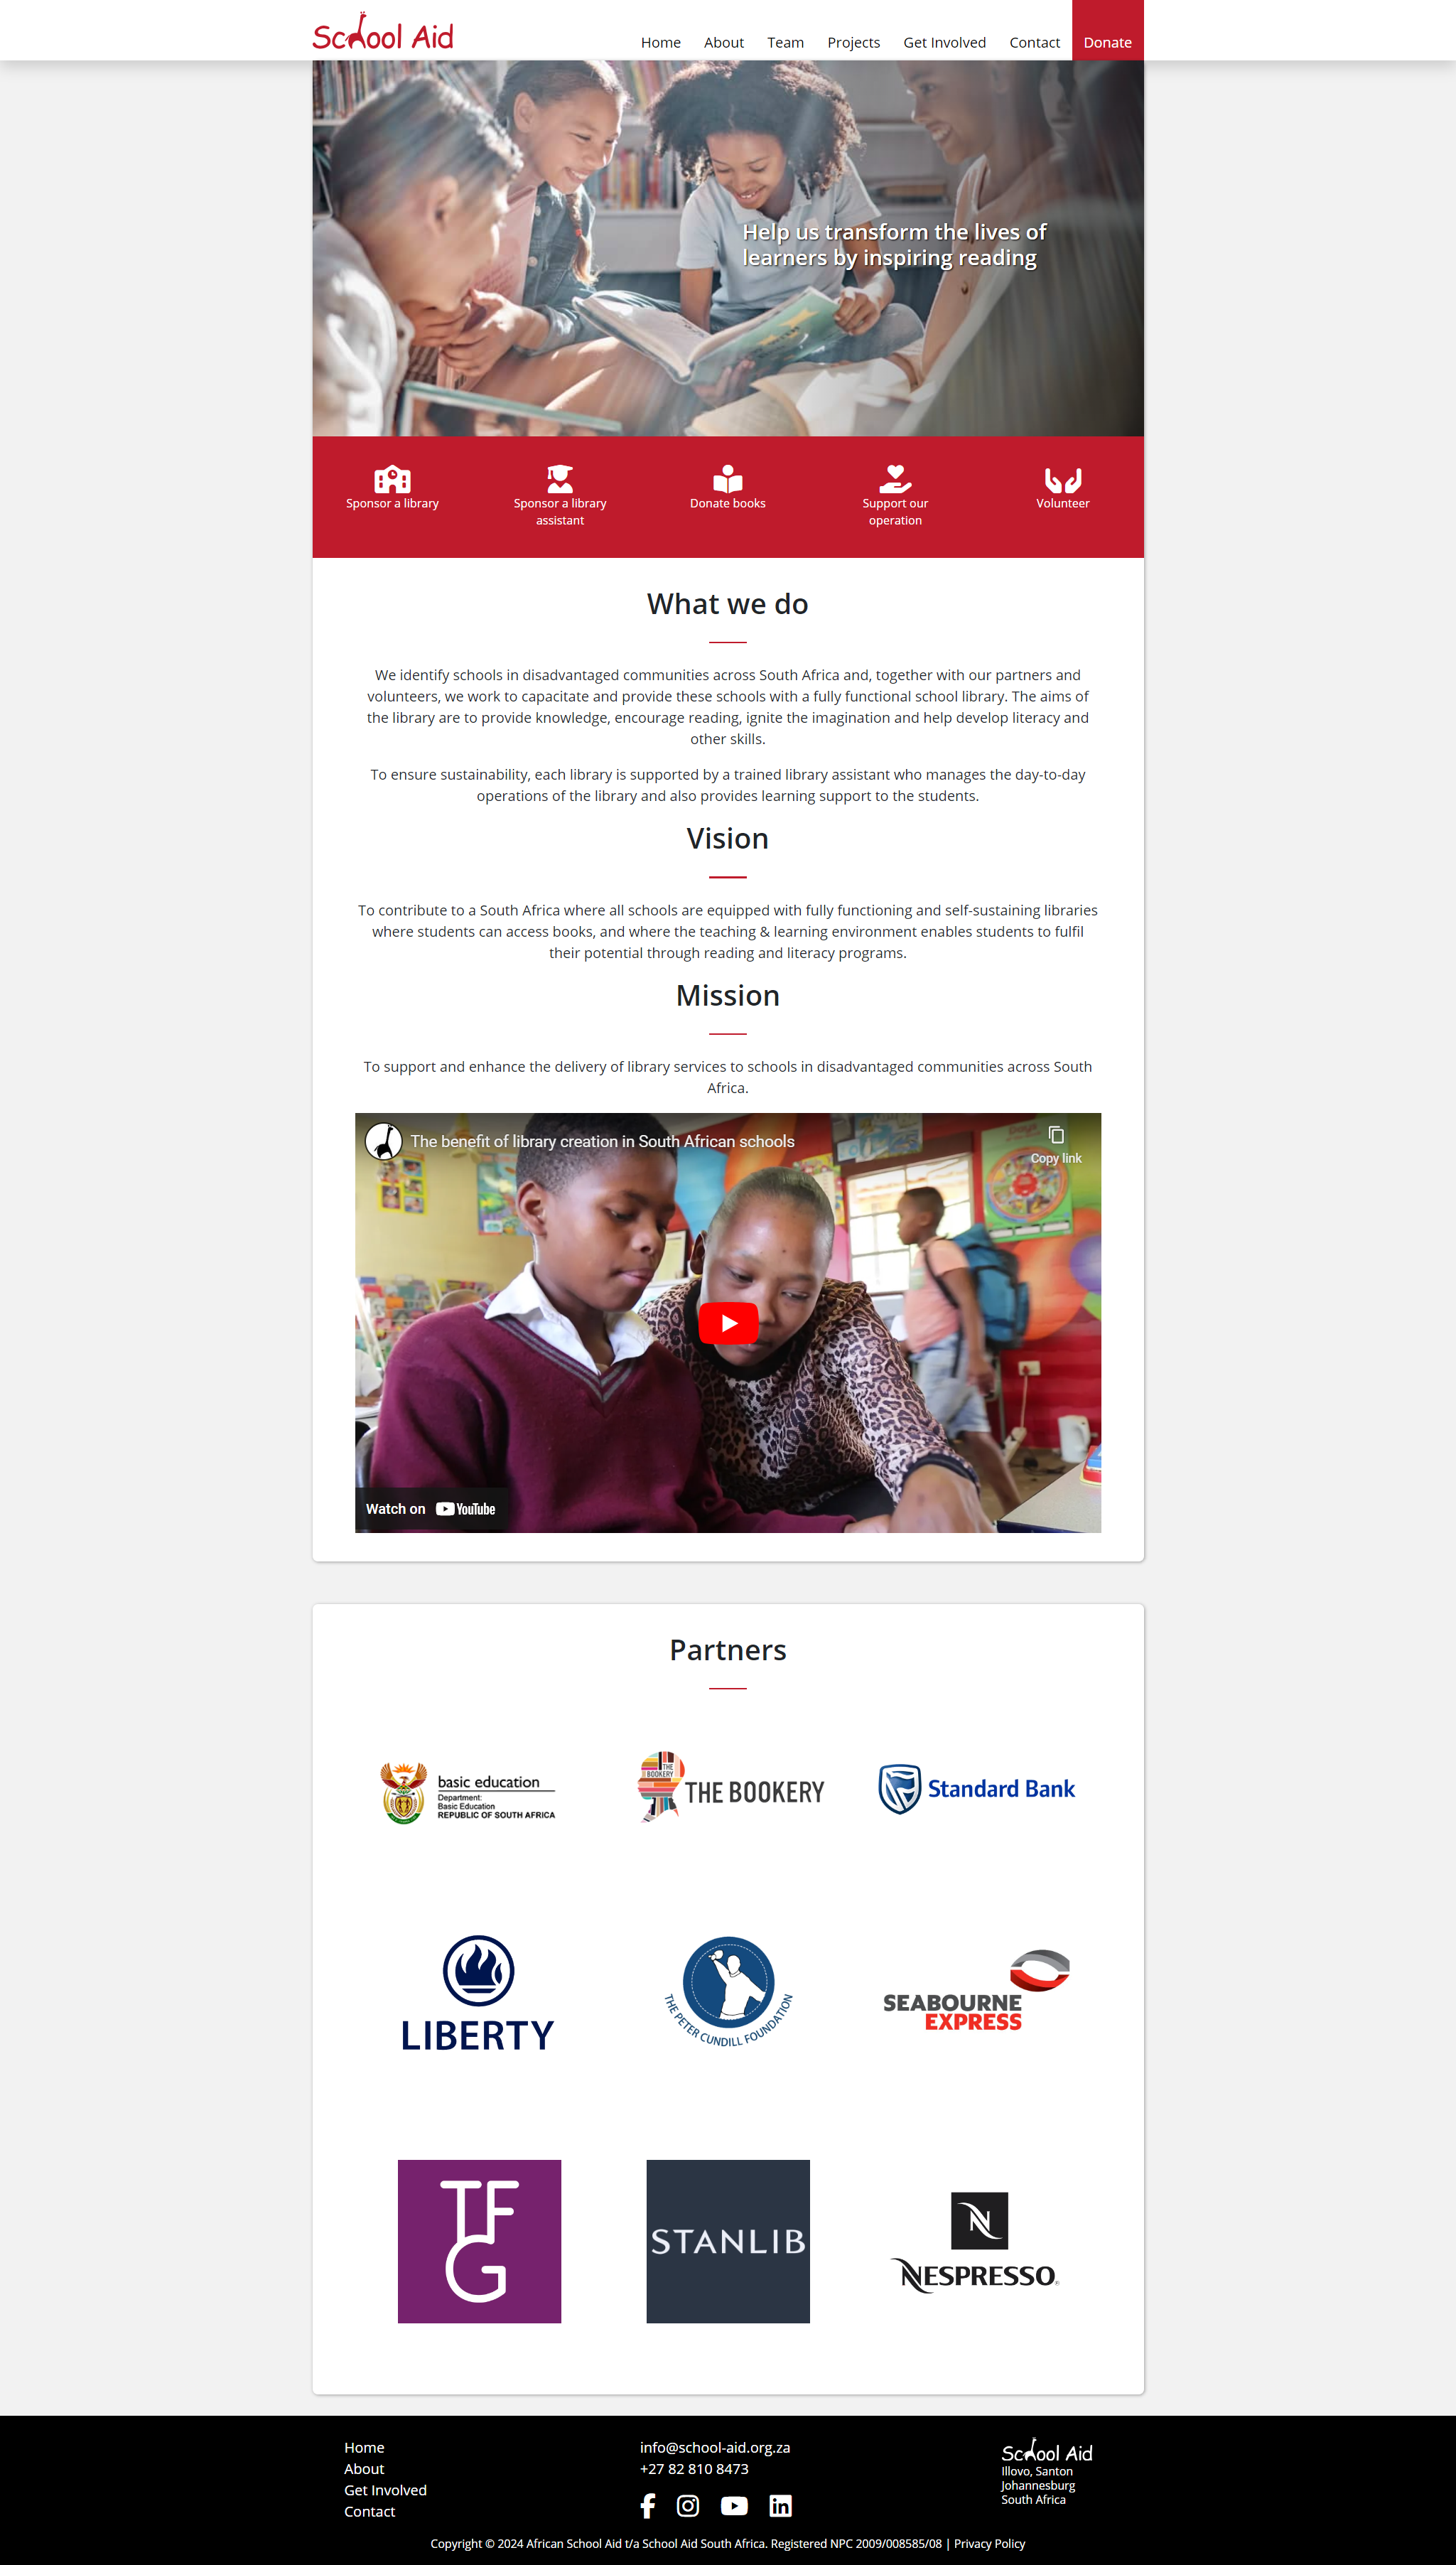 School Aid
Home About Team Projects Get Involved Contact Donate
Help us transform the lives of
learners by inspiring reading
Sponsor a library
Sponsor a library
assistant
Donate books
Support our
operation
Volunteer
What we do
We identify schools in disadvantaged communities across South Africa and, together with our partners and
volunteers, we work to capacitate and provide these schools with a fully functional school library. The aims of
the library are to provide knowledge, encourage reading, ignite the imagination and help develop literacy and
other skills.
To ensure sustainability, each library is supported by a trained library assistant who manages the day-to-day
operations of the library and also provides learning support to the students.
Vision
To contribute to a South Africa where all schools are equipped with fully functioning and self-sustaining libraries
where students can access books, and where the teaching & learning environment enables students to fulfil
their potential through reading and literacy programs.
Mission
To support and enhance the delivery of library services to schools in disadvantaged communities across South
Africa.
The benefit of library creation in South African schools
Copy link
Watch on YouTube
Partners
basic education
Department:
Basic Education
REPUBLIC OF SOUTH AFRICA
THE
BOOKERY
THE BOOKERY
Standard Bank
LIBERTY
THE PETER CUNDILL FOUNDATION
SEABOURNE
EXPRESS
TFG
STANLIB
N
NESPRESSO®
Home
About
Get Involved
Contact
info@school-aid.org.za
+27 82 810 8473
School Aid
Illovo, Santon
Johannesburg
South Africa
Copyright © 2024 African School Aid t/a School Aid South Africa. Registered NPC 2009/008585/08 | Privacy Policy